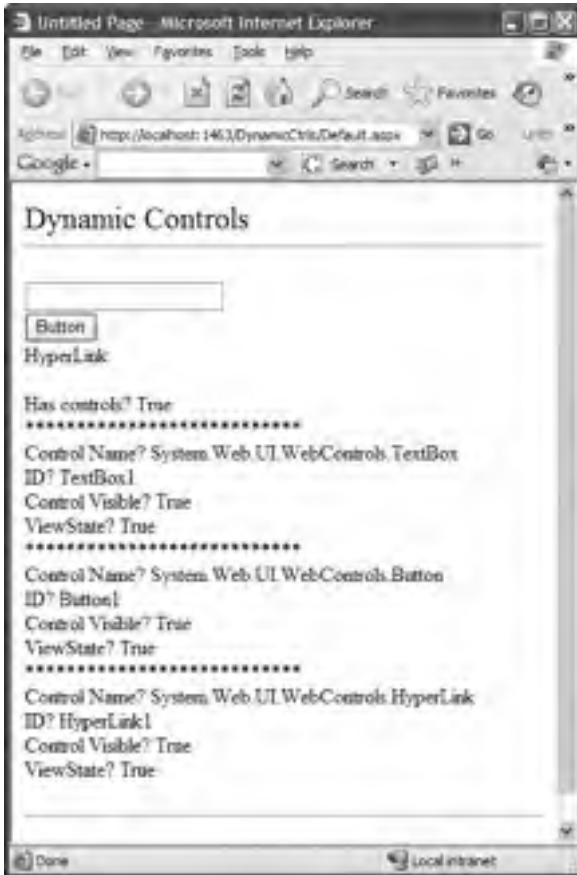 Untitled Page - Microsoft Internet Explorer
File Edit View Favorites Tools Help
Search Favorites
Address http://localhost:1463/DynamicCtrls/Default.aspx Go Links
Google Search
Dynamic Controls
Button
HyperLink
Has controls? True
****************************
Control Name? System.Web.UI.WebControls.TextBox
ID? TextBox1
Control Visible? True
ViewState? True
****************************
Control Name? System.Web.UI.WebControls.Button
ID? Button1
Control Visible? True
ViewState? True
****************************
Control Name? System.Web.UI.WebControls.HyperLink
ID? HyperLink1
Control Visible? True
ViewState? True
Done Local intranet